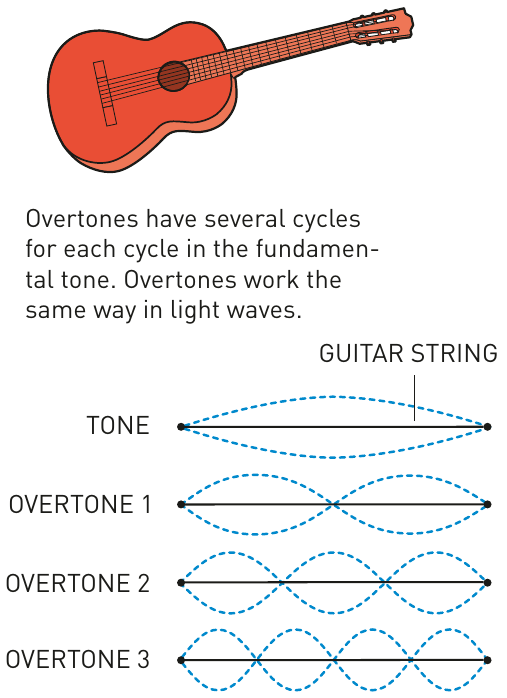 Overtones have several cycles
for each cycle in the fundamen-
tal tone. Overtones work the
same way in light waves.
GUITAR STRING
TONE
OVERTONE 1
OVERTONE 2
OVERTONE 3